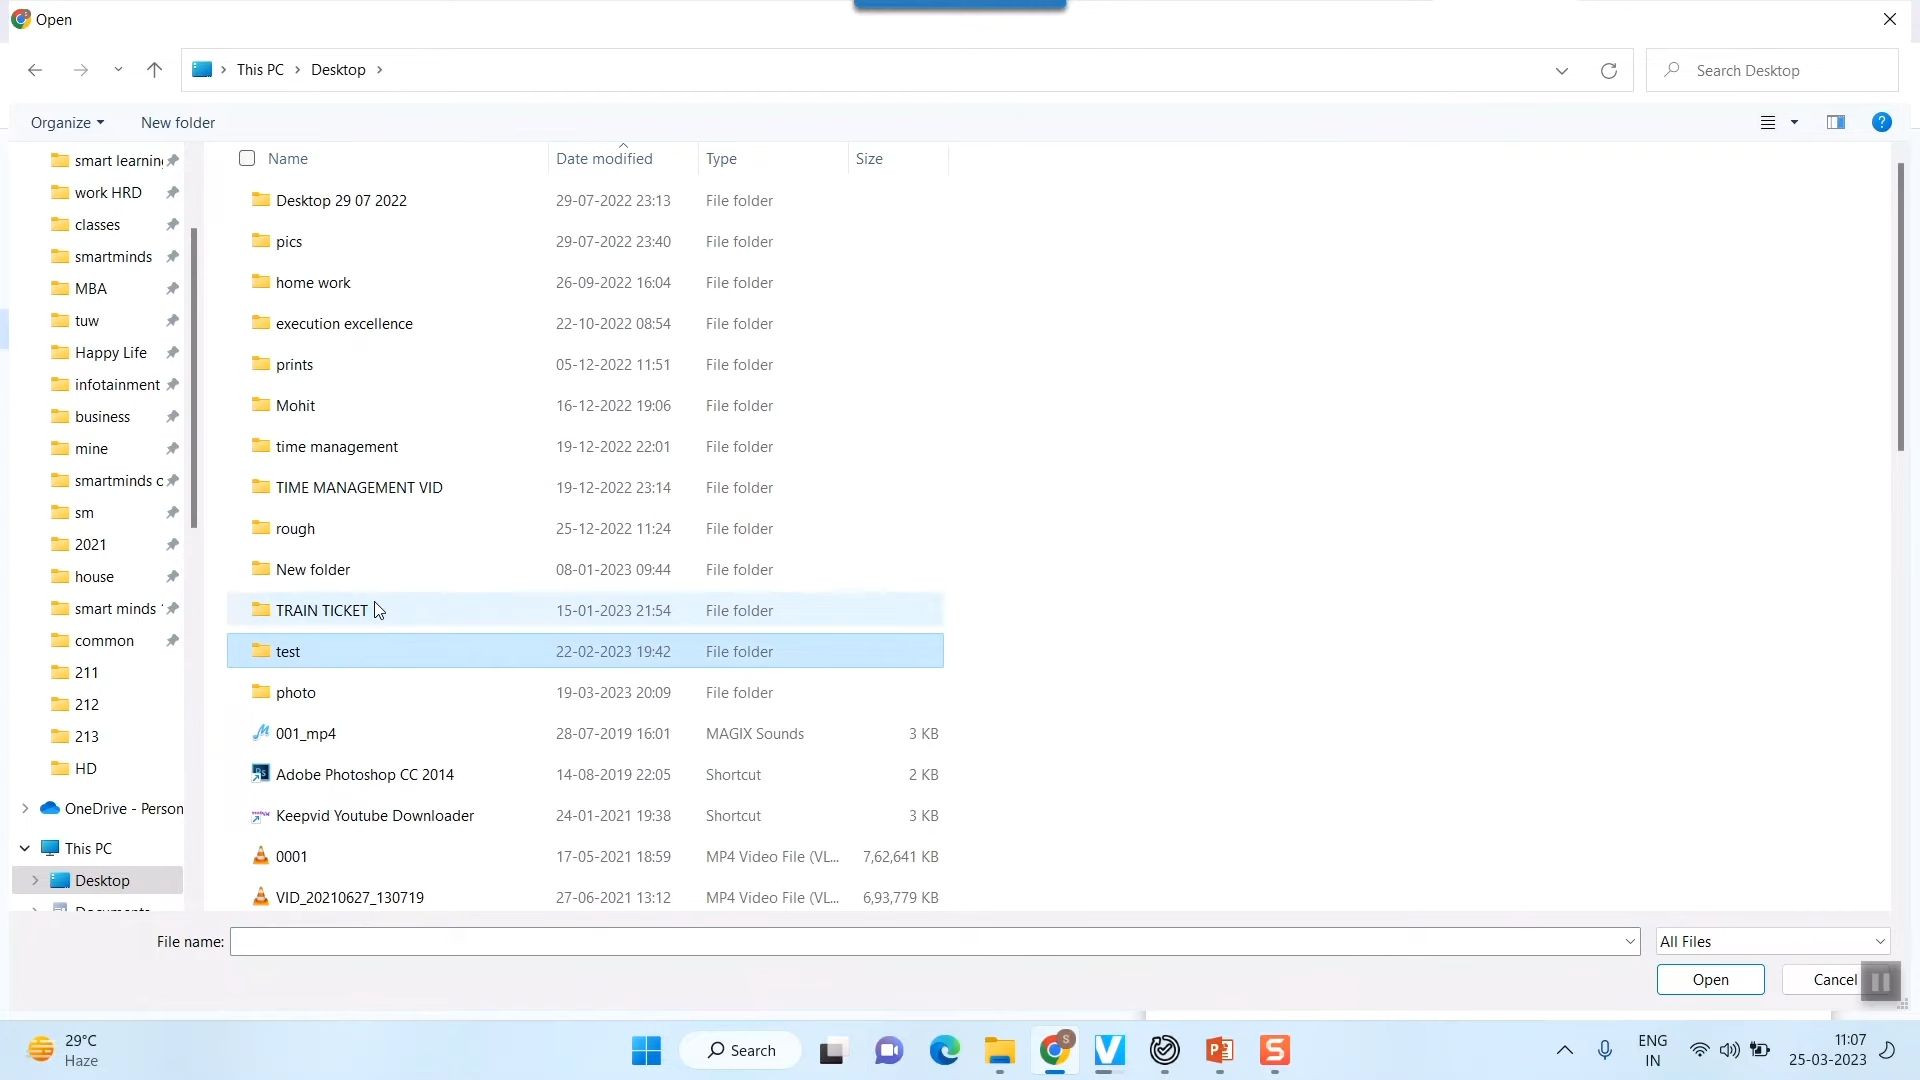 Open
This PC > Desktop >
Search Desktop
Organize
New folder
Name Date modified Type Size
smart learnin
work HRD
classes
smartminds
MBA
tuw
Happy Life
infotainment
business
mine
smartminds c
sm
2021
house
smart minds
common
211
212
213
HD
OneDrive - Person
This PC
Desktop
Documents
Desktop 29 07 2022 29-07-2022 23:13 File folder
pics 29-07-2022 23:40 File folder
home work 26-09-2022 16:04 File folder
execution excellence 22-10-2022 08:54 File folder
prints 05-12-2022 11:51 File folder
Mohit 16-12-2022 19:06 File folder
time management 19-12-2022 22:01 File folder
TIME MANAGEMENT VID 19-12-2022 23:14 File folder
rough 25-12-2022 11:24 File folder
New folder 08-01-2023 09:44 File folder
TRAIN TICKET 15-01-2023 21:54 File folder
test 22-02-2023 19:42 File folder
photo 19-03-2023 20:09 File folder
001_mp4 28-07-2019 16:01 MAGIX Sounds 3 KB
Adobe Photoshop CC 2014 14-08-2019 22:05 Shortcut 2 KB
Keepvid Youtube Downloader 24-01-2021 19:38 Shortcut 3 KB
0001 17-05-2021 18:59 MP4 Video File (VL... 7,62,641 KB
VID_20210627_130719 27-06-2021 13:12 MP4 Video File (VL... 6,93,779 KB
File name:
All Files
Open
Cancel
29°C
Haze
Search
ENG
IN
11:07
25-03-2023